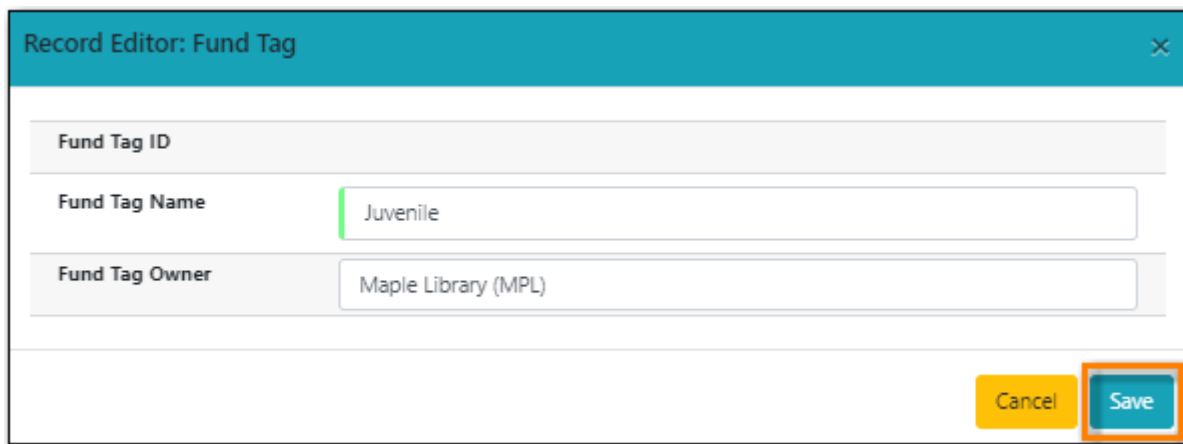 Record Editor: Fund Tag ×
Fund Tag ID
Fund Tag Name Juvenile
Fund Tag Owner Maple Library (MPL)
Cancel Save